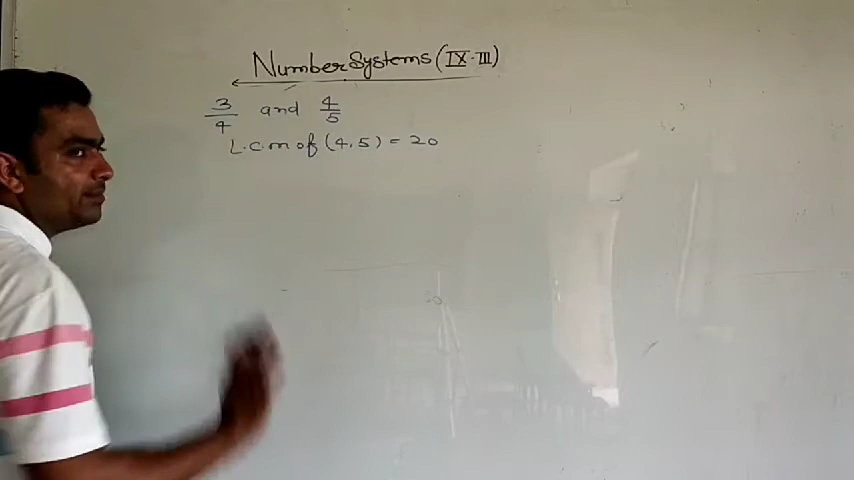 Number Systems (IX-III)
3/4 and 4/5
L.C.m of (4,5) = 20